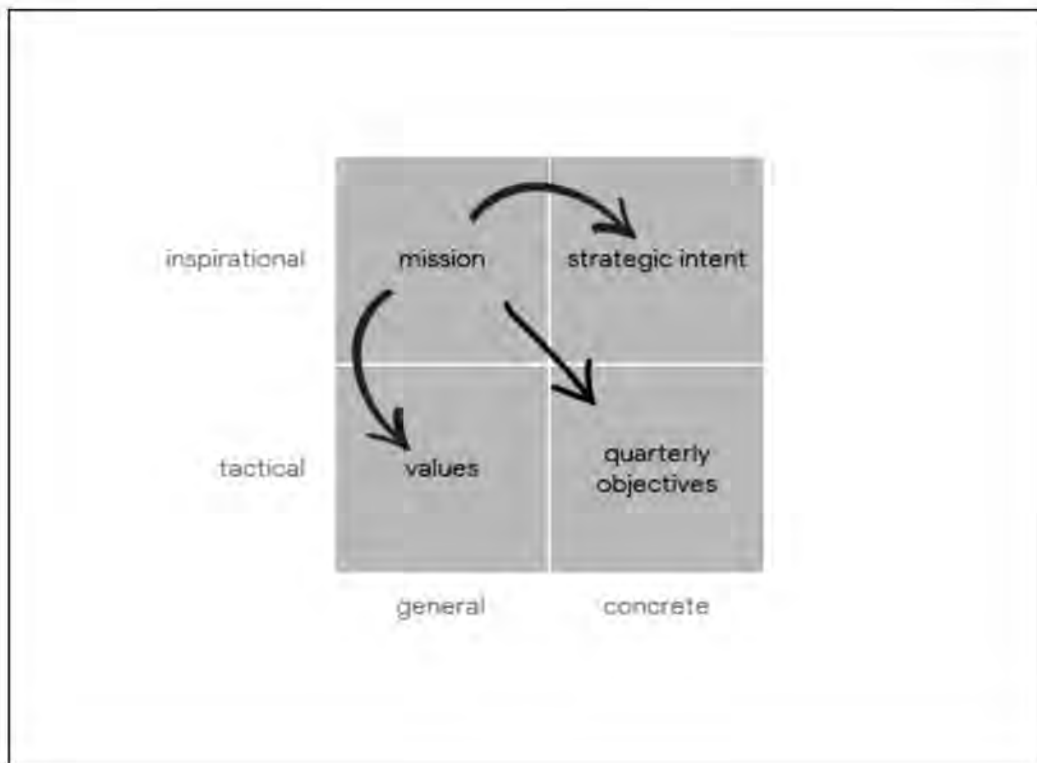 inspirational
mission
strategic intent
tactical
values
quarterly
objectives
general
concrete